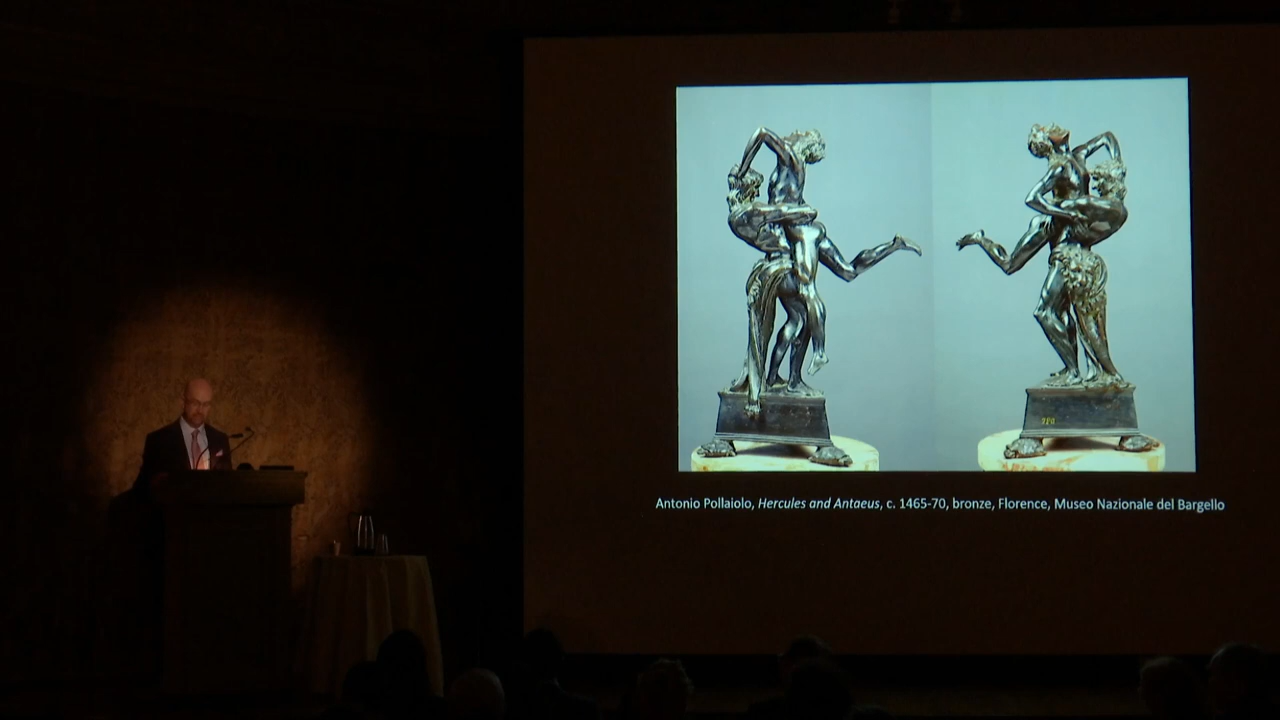 Antonio Pollaiolo, Hercules and Antaeus, c. 1465-70, bronze, Florence, Museo Nazionale del Bargello